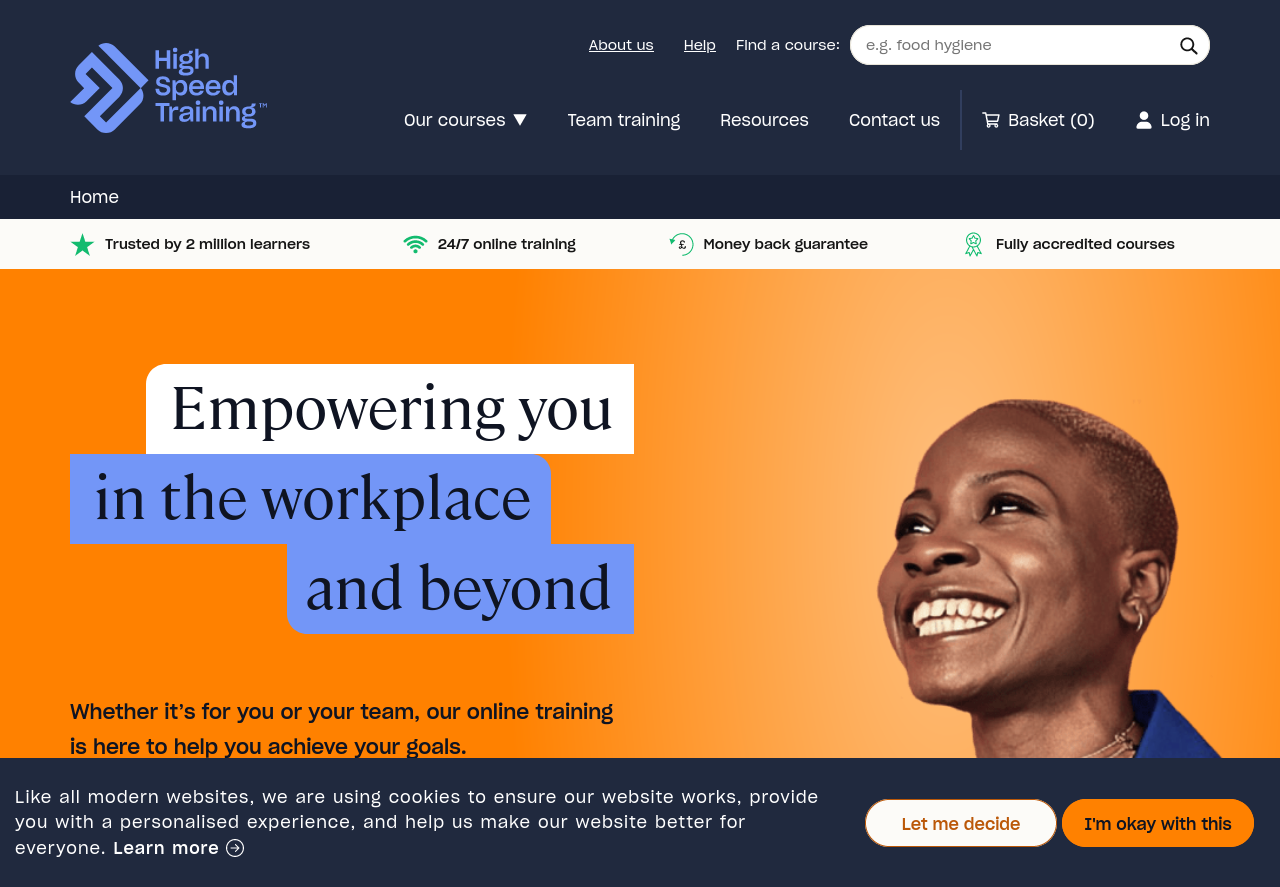 High
Speed
Training™
About us
Help
Find a course:
e.g. food hygiene
Our courses ▼
Team training
Resources
Contact us
Basket (0)
Log in
Home
Trusted by 2 million learners
24/7 online training
Money back guarantee
Fully accredited courses
Empowering you
in the workplace
and beyond
Whether it’s for you or your team, our online training
is here to help you achieve your goals.
Like all modern websites, we are using cookies to ensure our website works, provide
you with a personalised experience, and help us make our website better for
everyone. Learn more
Let me decide
I'm okay with this